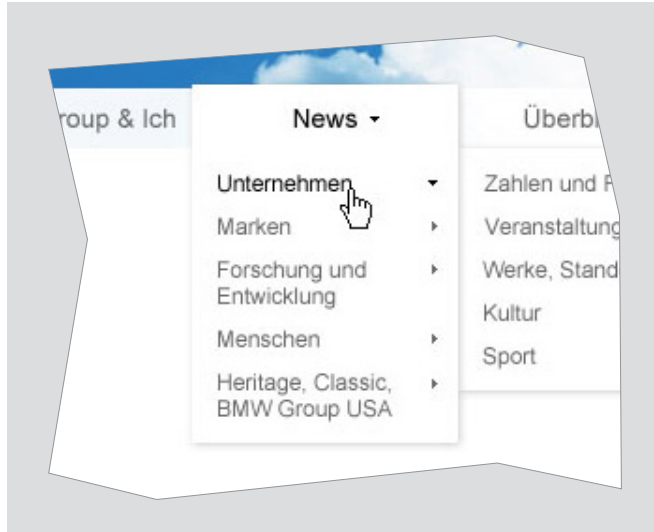 roup & Ich
News
Überbl
Unternehmen
Marken
Forschung und
Entwicklung
Menschen
Heritage, Classic,
BMW Group USA
Zahlen und F
Veranstaltung
Werke, Stand
Kultur
Sport